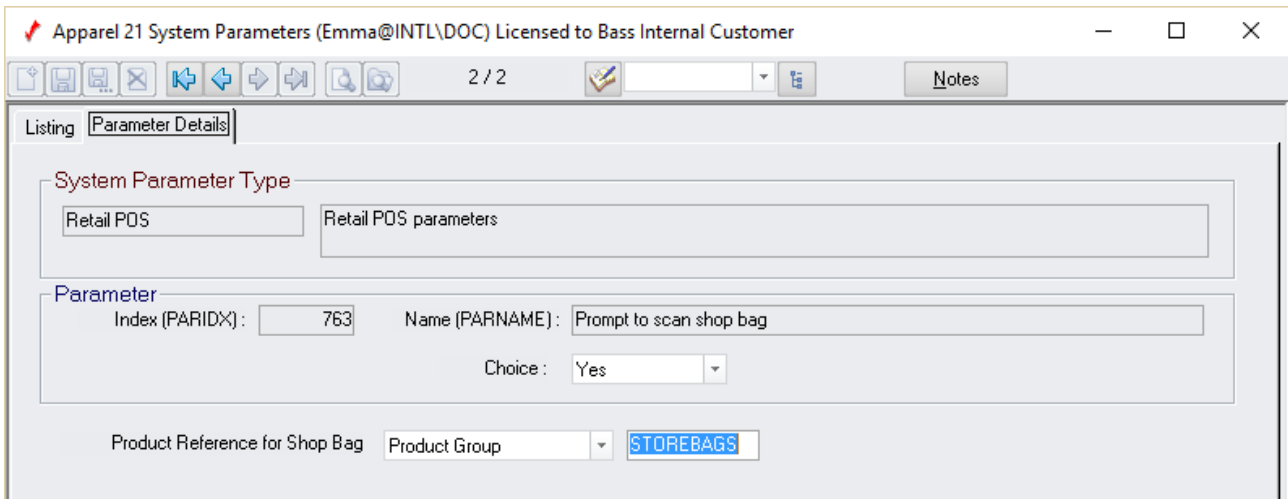 Apparel 21 System Parameters (Emma@INTL\DOC) Licensed to Bass Internal Customer
2 / 2 Notes
Listing Parameter Details
System Parameter Type
Retail POS Retail POS parameters
Parameter
Index (PARIDX) : 763 Name (PARNAME) : Prompt to scan shop bag
Choice : Yes
Product Reference for Shop Bag Product Group STOREBAGS